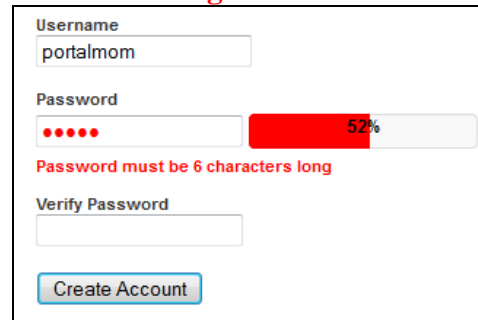 Username
portalmom
Password
●●●●● 52%
Password must be 6 characters long
Verify Password
Create Account